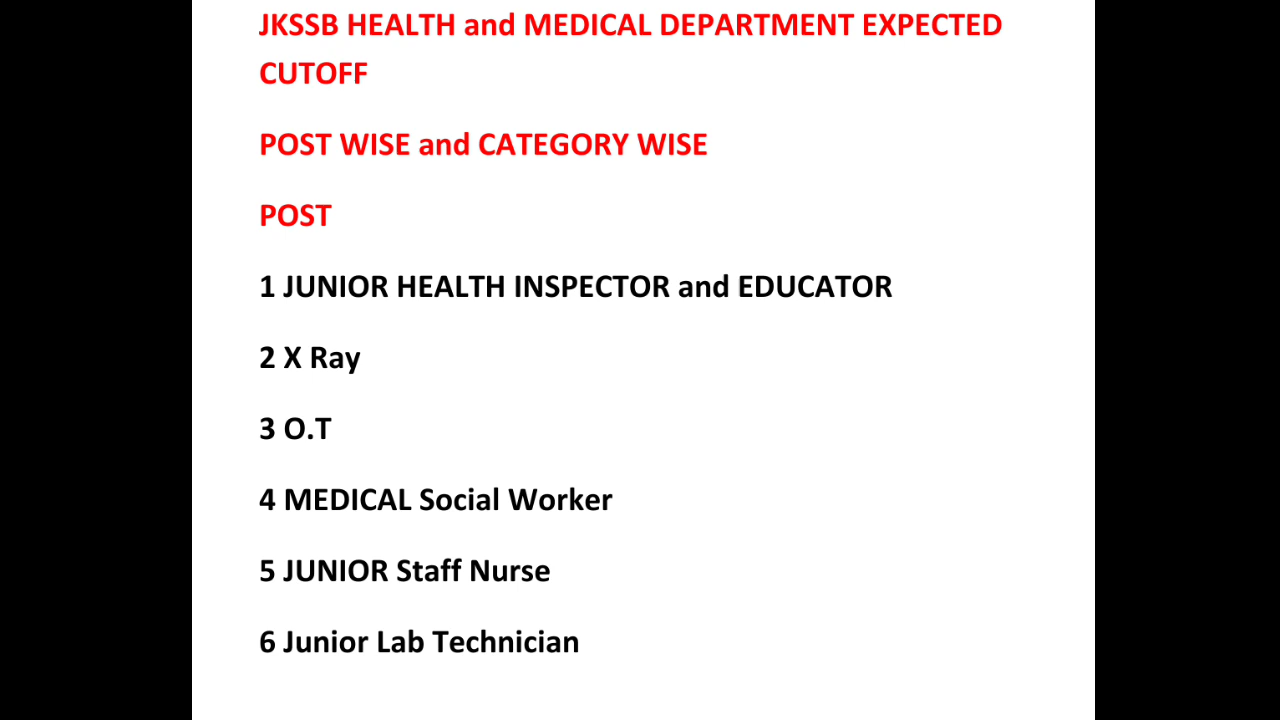 JKSSB HEALTH and MEDICAL DEPARTMENT EXPECTED
CUTOFF
POST WISE and CATEGORY WISE
POST
1 JUNIOR HEALTH INSPECTOR and EDUCATOR
2 X Ray
3 O.T
4 MEDICAL Social Worker
5 JUNIOR Staff Nurse
6 Junior Lab Technician